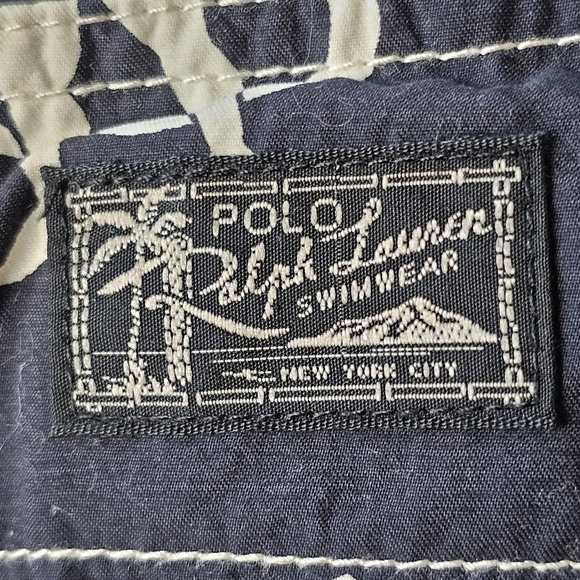 POLO
Ralph Lauren
SWIMWEAR
NEW YORK CITY